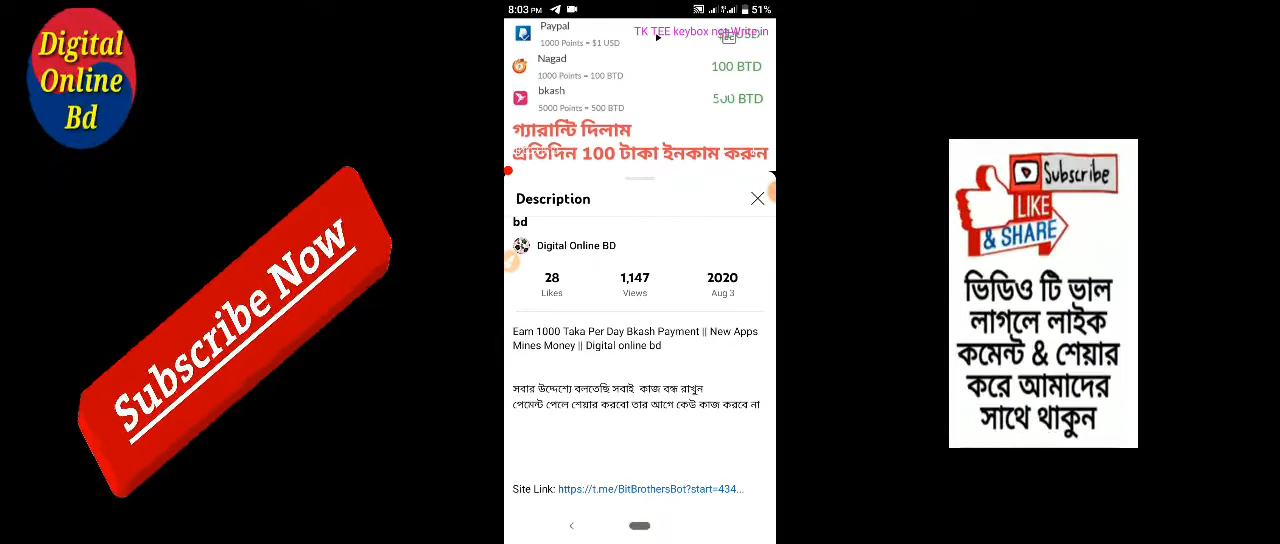 Digital
Online
Bd
Subscribe Now
8:03 PM
51%
Paypal
1000 Points = $1 USD
TK TEE keybox not Write in
Nagad
1000 Points = 100 BTD
100 BTD
bkash
5000 Points = 500 BTD
500 BTD
গ্যারান্টি দিলাম
প্রতিদিন 100 টাকা ইনকাম করুন
Description
bd
Digital Online BD
28
1,147
2020
Likes
Views
Aug 3
Earn 1000 Taka Per Day Bkash Payment || New Apps
Mines Money || Digital online bd
সবার উদ্দেশ্যে বলতেছি সবাই কাজ বন্ধ রাখুন
পেমেন্ট পেলে শেয়ার করবো তার আগে কেউ কাজ করবে না
Site Link: https://t.me/BitBrothersBot?start=434...
Subscribe
LIKE
& SHARE
ভিডিও টি ভাল
লাগলে লাইক
কমেন্ট & শেয়ার
করে আমাদের
সাথে থাকুন